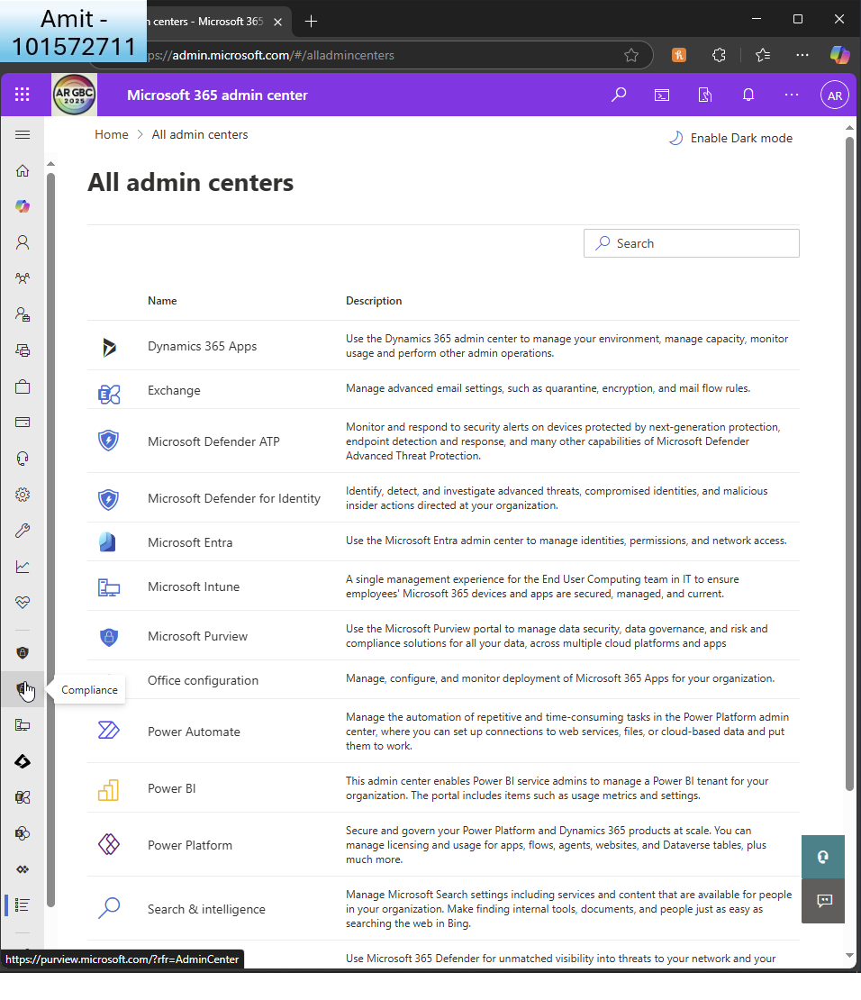 Amit -
101572711
n centers - Microsoft 365
ps://admin.microsoft.com/#/alladmincenters
AR GBC
2025
Microsoft 365 admin center
AR
Home > All admin centers
Enable Dark mode
All admin centers
Search
Name Description
Dynamics 365 Apps
Use the Dynamics 365 admin center to manage your environment, manage capacity, monitor
usage and perform other admin operations.
Exchange
Manage advanced email settings, such as quarantine, encryption, and mail flow rules.
Microsoft Defender ATP
Monitor and respond to security alerts on devices protected by next-generation protection,
endpoint detection and response, and many other capabilities of Microsoft Defender
Advanced Threat Protection.
Microsoft Defender for Identity
Identify, detect, and investigate advanced threats, compromised identities, and malicious
insider actions directed at your organization.
Microsoft Entra
Use the Microsoft Entra admin center to manage identities, permissions, and network access.
Microsoft Intune
A single management experience for the End User Computing team in IT to ensure
employees' Microsoft 365 devices and apps are secured, managed, and current.
Microsoft Purview
Use the Microsoft Purview portal to manage data security, data governance, and risk and
compliance solutions for all your data, across multiple cloud platforms and apps
Compliance
Office configuration
Manage, configure, and monitor deployment of Microsoft 365 Apps for your organization.
Power Automate
Manage the automation of repetitive and time-consuming tasks in the Power Platform admin
center, where you can set up connections to web services, files, or cloud-based data and put
them to work.
Power BI
This admin center enables Power BI service admins to manage a Power BI tenant for your
organization. The portal includes items such as usage metrics and settings.
Power Platform
Secure and govern your Power Platform and Dynamics 365 products at scale. You can
manage licensing and usage for apps, flows, agents, websites, and Dataverse tables, plus
much more.
Search & intelligence
Manage Microsoft Search settings including services and content that are available for people
in your organization. Make finding internal tools, documents, and people just as easy as
searching the web in Bing.
Use Microsoft 365 Defender for unmatched visibility into threats to your network and your
https://purview.microsoft.com/?rfr=AdminCenter